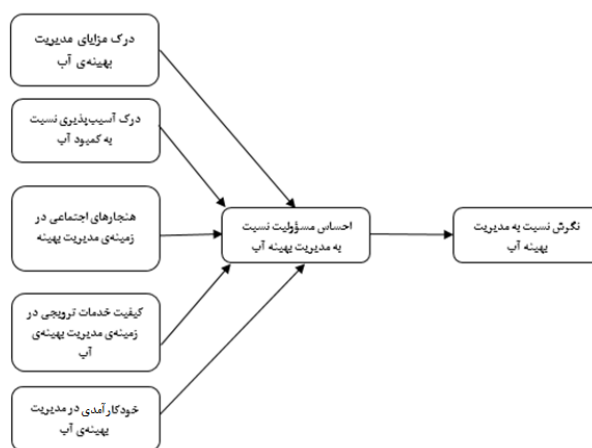 درک مزایای مدیریت
بهینه‌ی آب
درک آسیب‌پذیری نسبت
به کمبود آب
هنجارهای اجتماعی در
زمینه‌ی مدیریت بهینه
کیفیت خدمات ترویجی در
زمینه‌ی مدیریت بهینه‌ی
آب
خودکارآمدی در مدیریت
بهینه‌ی آب
احساس مسؤولیت نسبت
به مدیریت بهینه آب
نگرش نسبت به مدیریت
بهینه آب